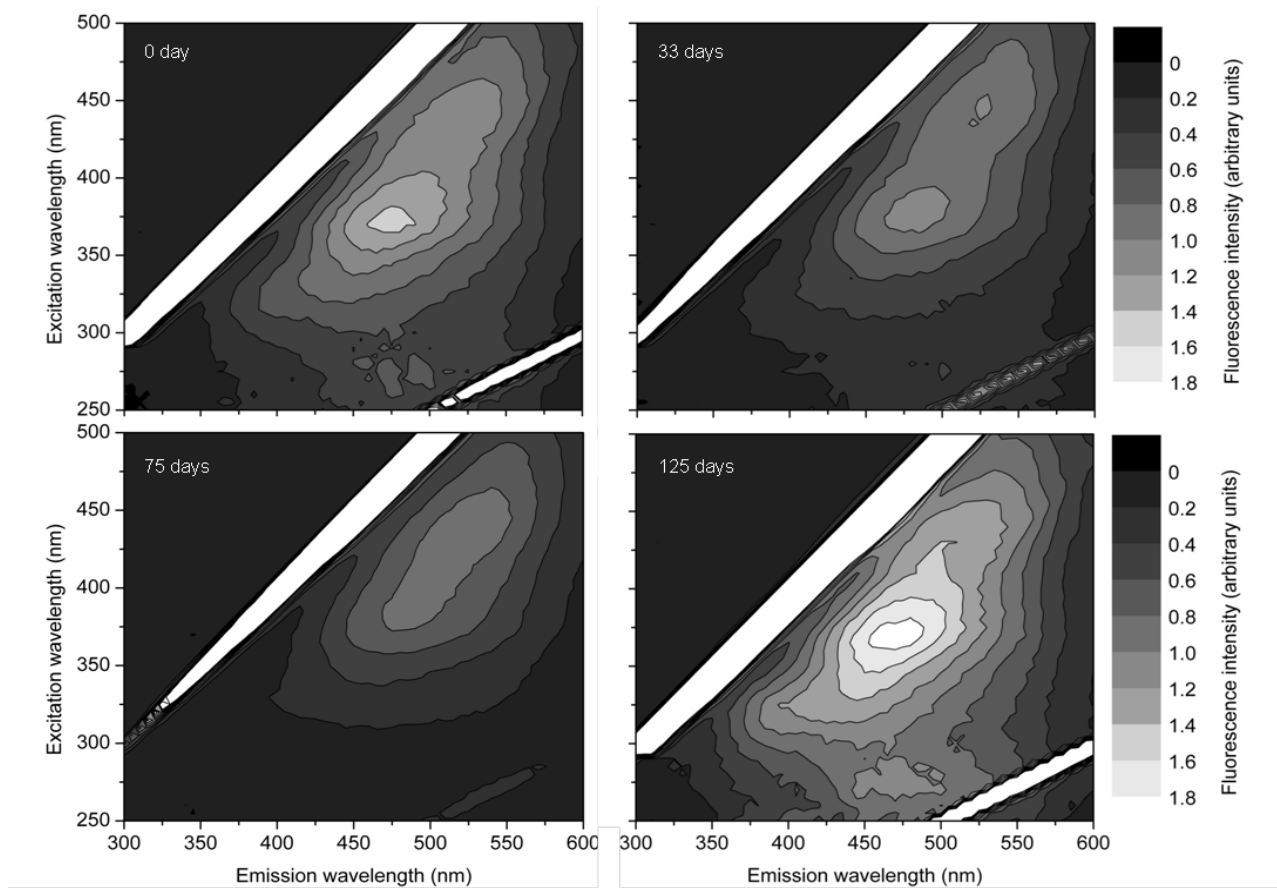 500
450
400
350
300
250
Excitation wavelength (nm)
0 day
33 days
0
0.2
0.4
0.6
0.8
1.0
1.2
1.4
1.6
1.8
Fluorescence intensity (arbitrary units)
500
450
400
350
300
250
Excitation wavelength (nm)
75 days
125 days
0
0.2
0.4
0.6
0.8
1.0
1.2
1.4
1.6
1.8
Fluorescence intensity (arbitrary units)
300 350 400 450 500 550 600
300 350 400 450 500 550 600
Emission wavelength (nm)
Emission wavelength (nm)